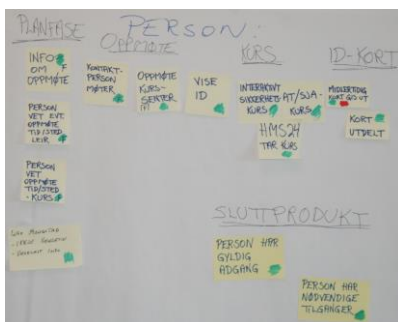 PERSON:
PLANFASE
INFO
OM
OPPMØTE
PERSON
VET EVT.
OPPMØTE
TID/STED
LEIR
PERSON
VET
OPPMØTE
TID/STED
-KURS
OPPMØTE
KONTAKT-
PERSON
MØTER
OPPMØTE
KURS-
SENTER
VISE
ID
KURS
INTERAKTIVT
SIKKERHETS-
KURS
AT/SJA-
KURS
HMS24
TAR KURS
ID-KORT
MIDLERTIDIG
KORT GIS UT
KORT
UTDELT
SLUTTPRODUKT
PERSON HAR
GYLDIG
ADGANG
PERSON HAR
NØDVENDIGE
TILGANGER